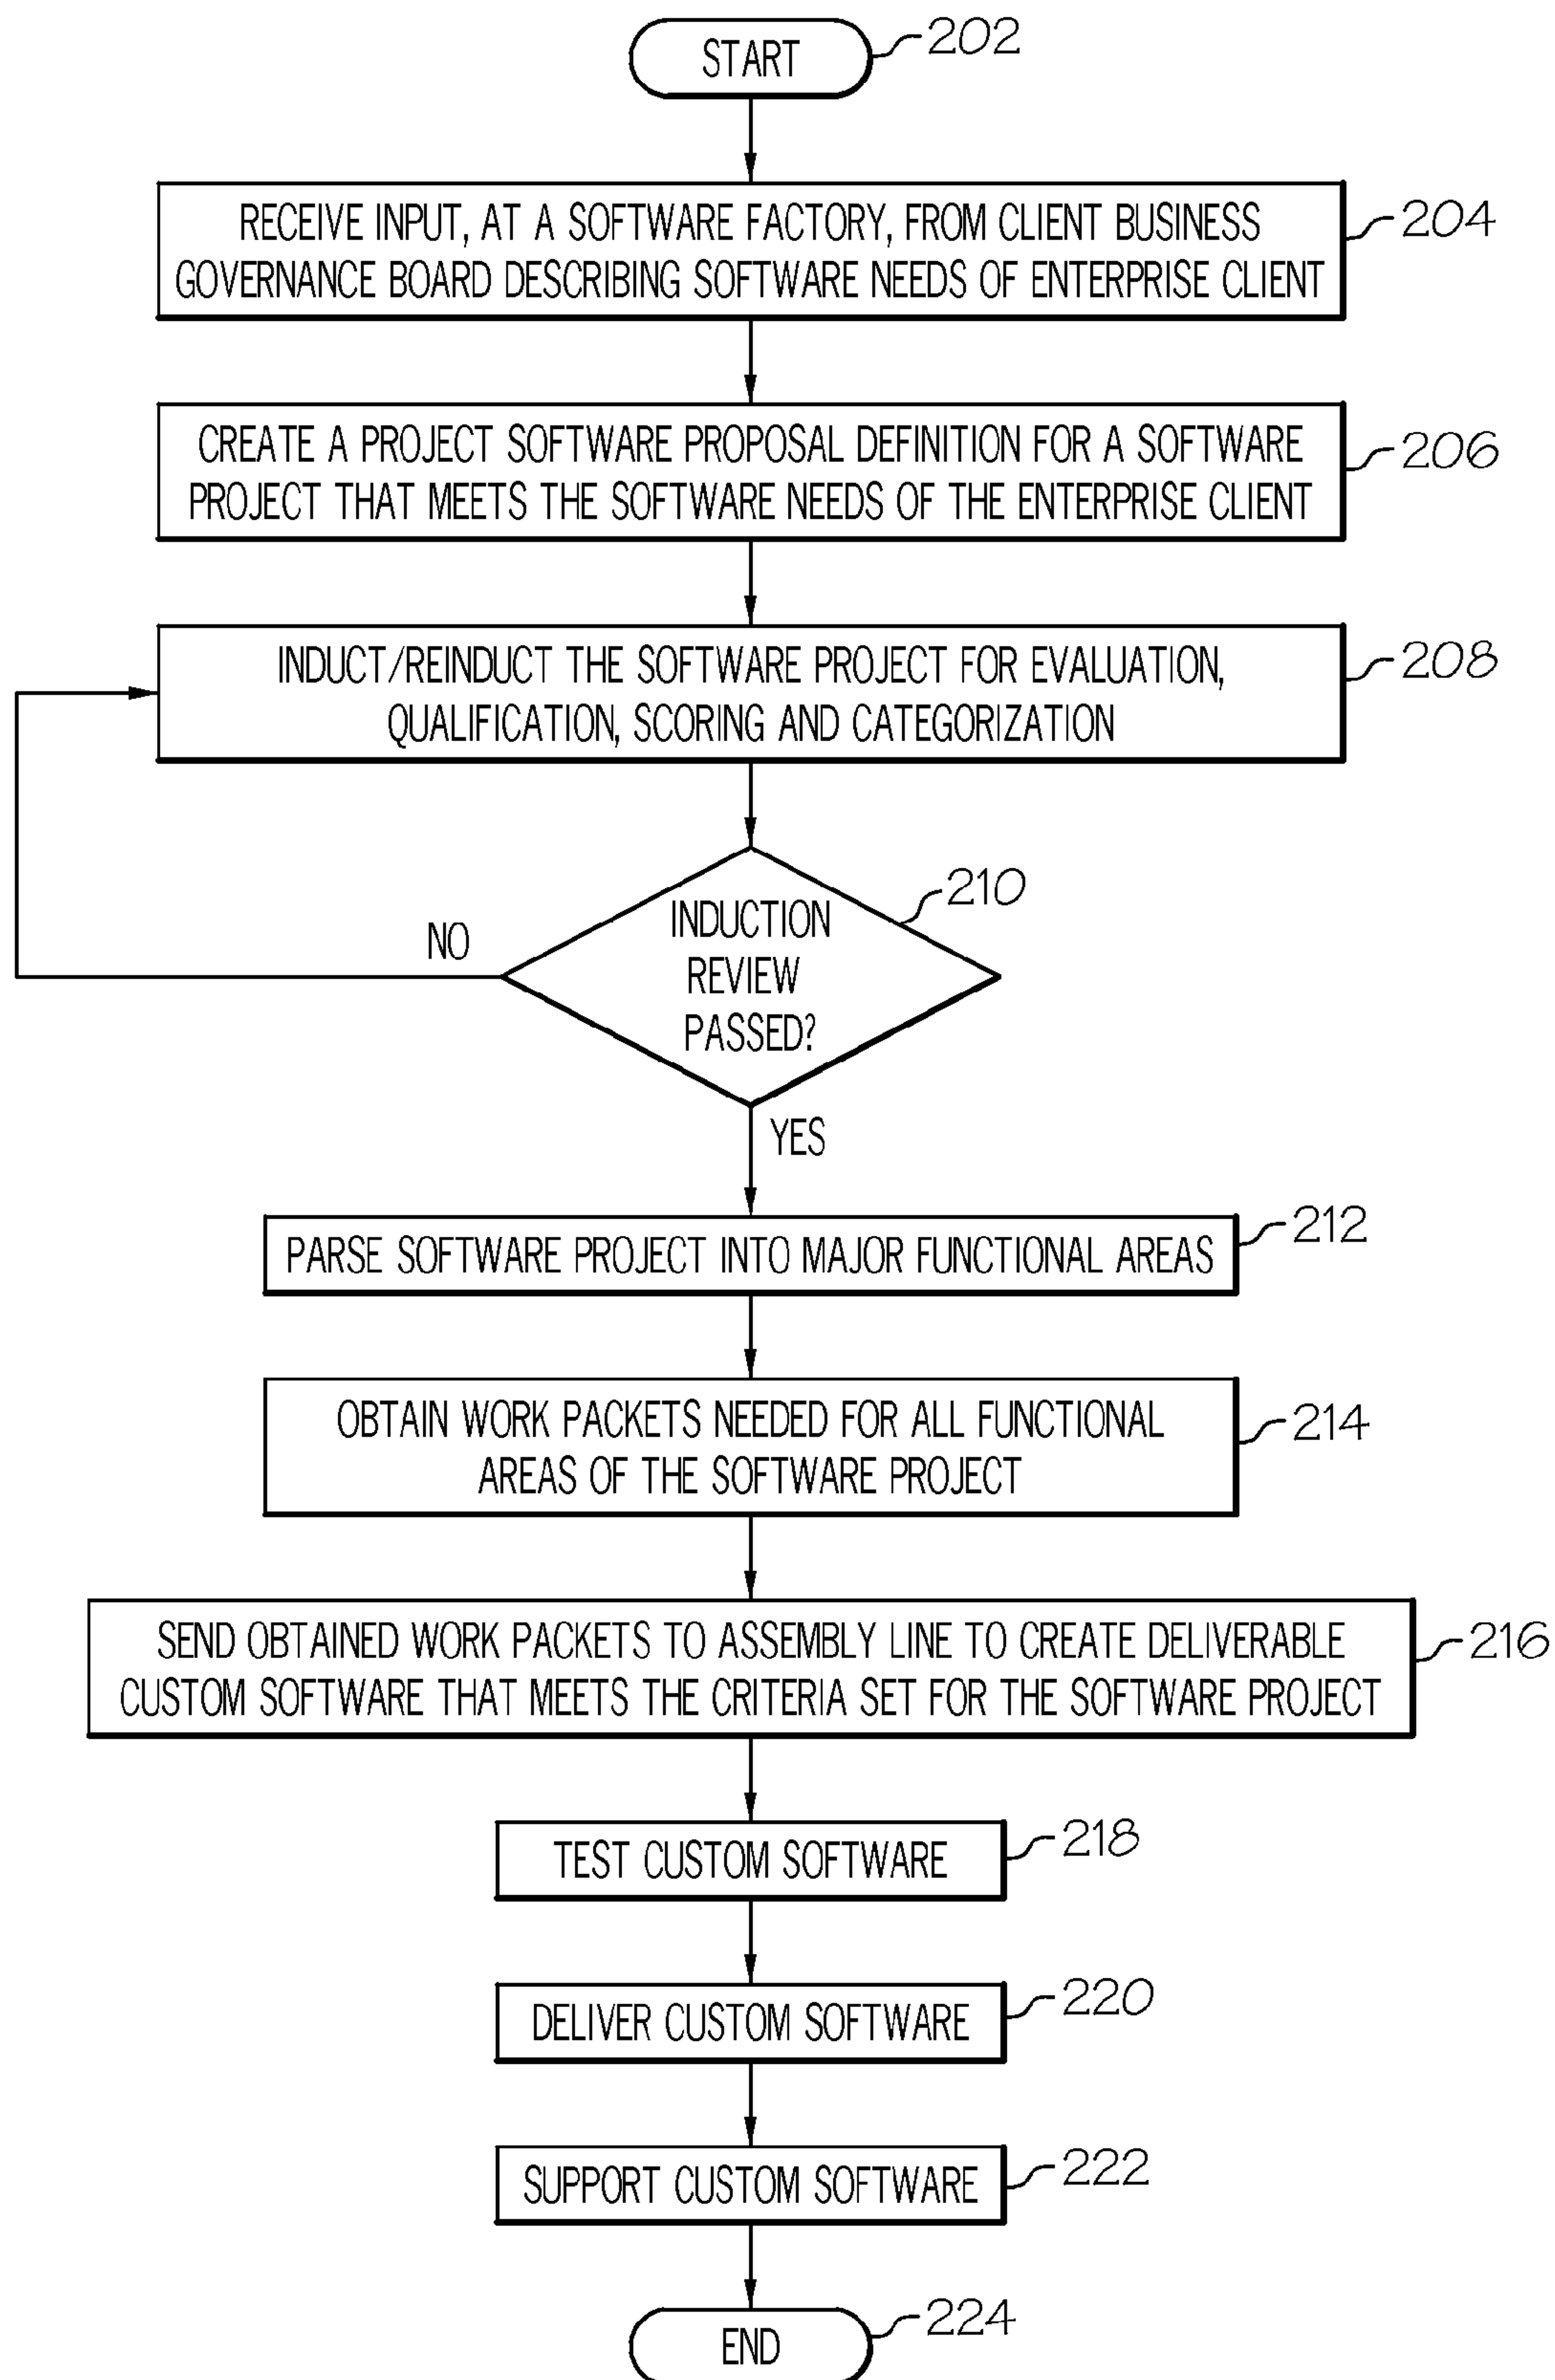 START
202
RECEIVE INPUT, AT A SOFTWARE FACTORY, FROM CLIENT BUSINESS
GOVERNANCE BOARD DESCRIBING SOFTWARE NEEDS OF ENTERPRISE CLIENT
204
CREATE A PROJECT SOFTWARE PROPOSAL DEFINITION FOR A SOFTWARE
PROJECT THAT MEETS THE SOFTWARE NEEDS OF THE ENTERPRISE CLIENT
206
INDUCT/REINDUCT THE SOFTWARE PROJECT FOR EVALUATION,
QUALIFICATION, SCORING AND CATEGORIZATION
208
INDUCTION
REVIEW
PASSED?
210
NO
YES
PARSE SOFTWARE PROJECT INTO MAJOR FUNCTIONAL AREAS
212
OBTAIN WORK PACKETS NEEDED FOR ALL FUNCTIONAL
AREAS OF THE SOFTWARE PROJECT
214
SEND OBTAINED WORK PACKETS TO ASSEMBLY LINE TO CREATE DELIVERABLE
CUSTOM SOFTWARE THAT MEETS THE CRITERIA SET FOR THE SOFTWARE PROJECT
216
TEST CUSTOM SOFTWARE
218
DELIVER CUSTOM SOFTWARE
220
SUPPORT CUSTOM SOFTWARE
222
END
224